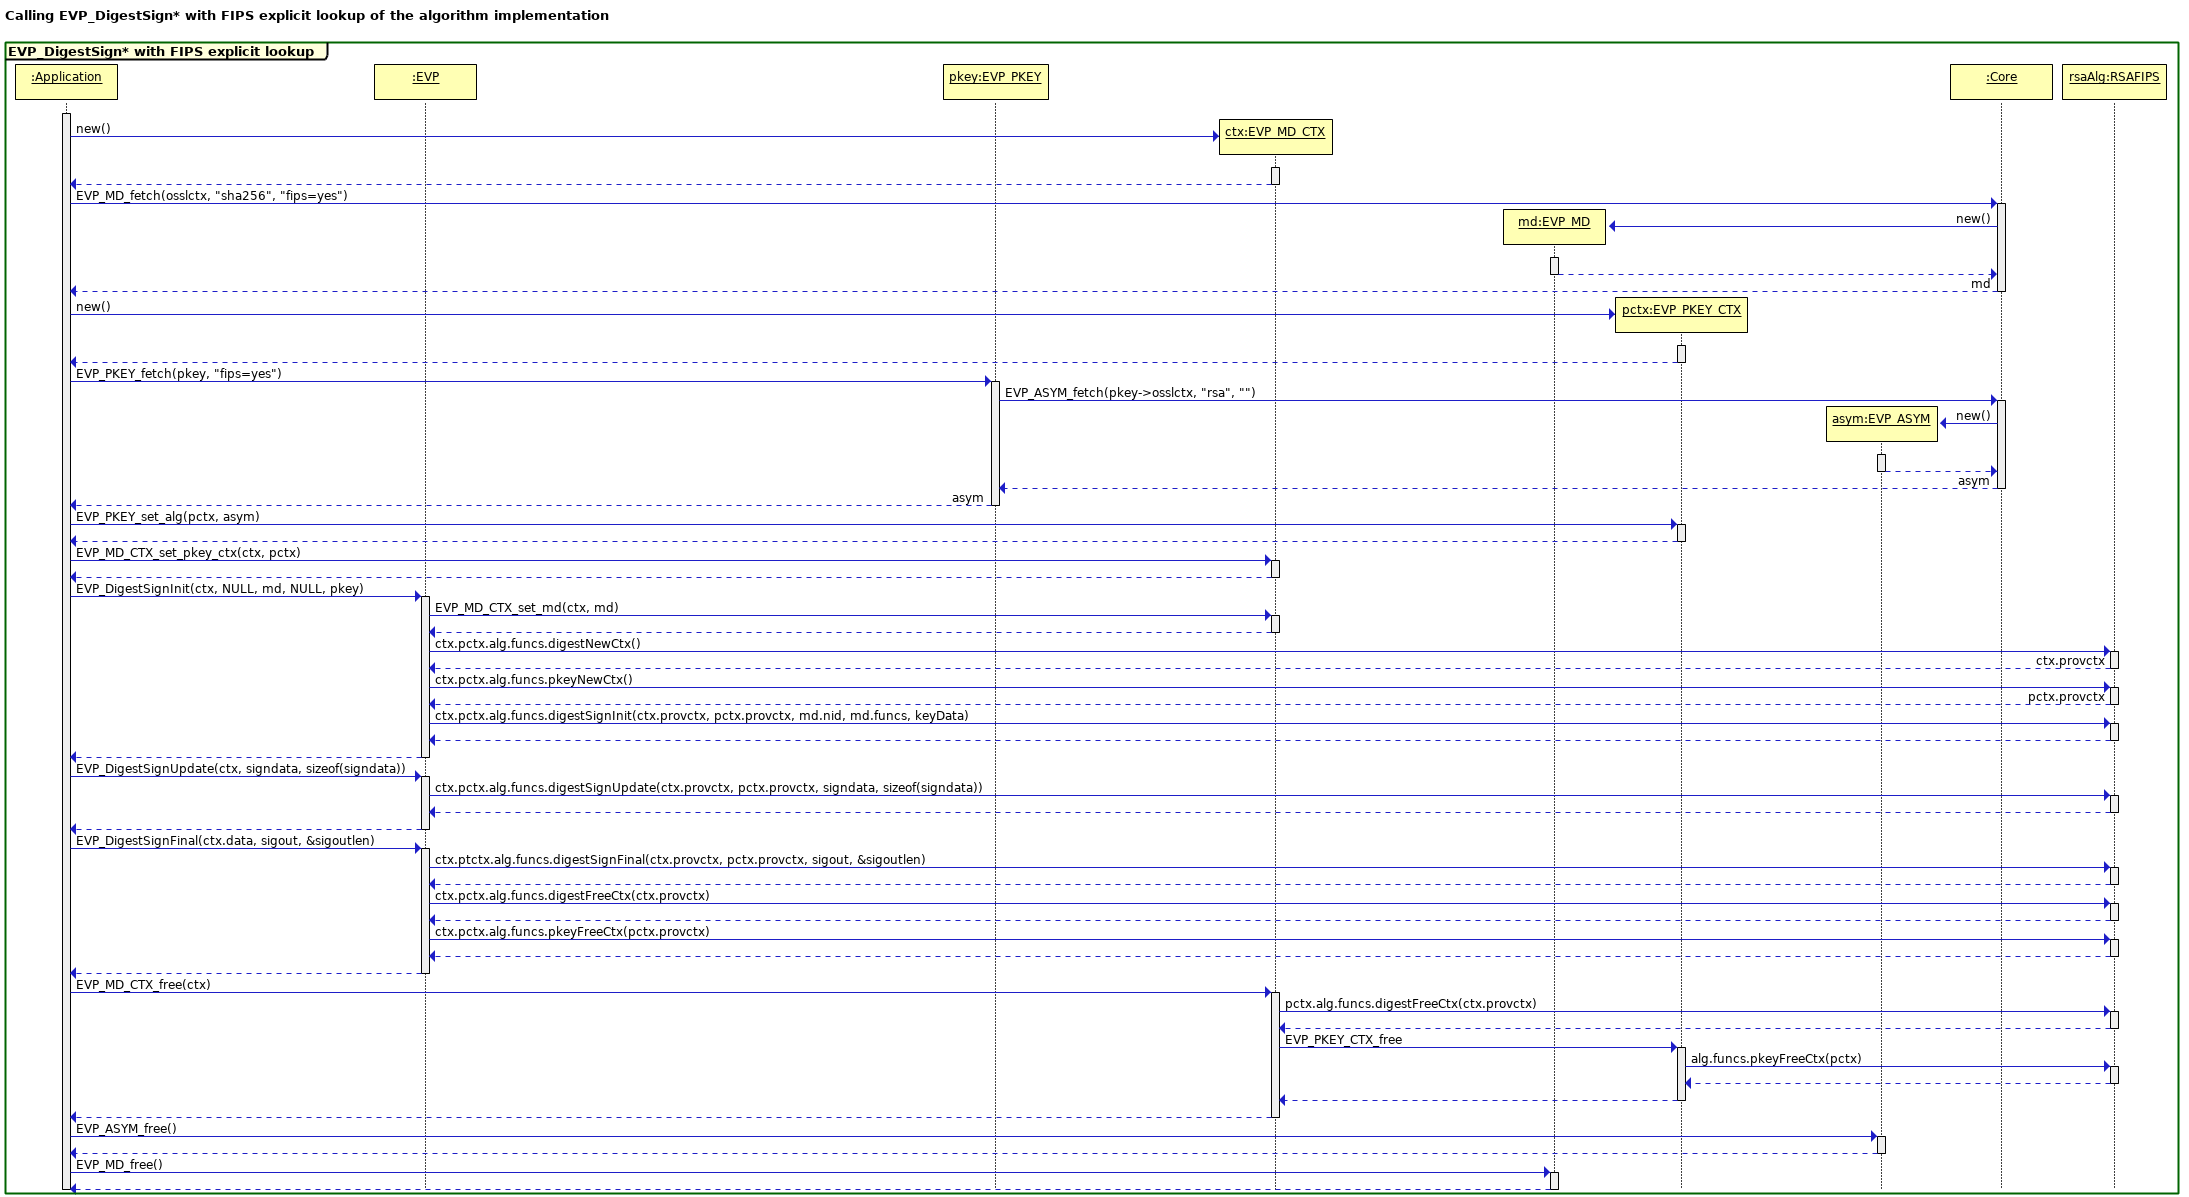 Calling EVP_DigestSign* with FIPS explicit lookup of the algorithm implementation
EVP_DigestSign* with FIPS explicit lookup
:Application
:EVP
pkey:EVP_PKEY
:Core
rsaAlg:RSAFIPS
new()
ctx:EVP_MD_CTX
EVP_MD_fetch(osslctx, "sha256", "fips=yes")
new()
md:EVP_MD
md
new()
pctx:EVP_PKEY_CTX
EVP_PKEY_fetch(pkey, "fips=yes")
EVP_ASYM_fetch(pkey->osslctx, "rsa", "")
new()
asym:EVP_ASYM
asym
asym
EVP_PKEY_set_alg(pctx, asym)
EVP_MD_CTX_set_pkey_ctx(ctx, pctx)
EVP_DigestSignInit(ctx, NULL, md, NULL, pkey)
EVP_MD_CTX_set_md(ctx, md)
ctx.pctx.alg.funcs.digestNewCtx()
ctx.provctx
ctx.pctx.alg.funcs.pkeyNewCtx()
pctx.provctx
ctx.pctx.alg.funcs.digestSignInit(ctx.provctx, pctx.provctx, md.nid, md.funcs, keyData)
EVP_DigestSignUpdate(ctx, signdata, sizeof(signdata))
ctx.pctx.alg.funcs.digestSignUpdate(ctx.provctx, pctx.provctx, signdata, sizeof(signdata))
EVP_DigestSignFinal(ctx.data, sigout, &sigoutlen)
ctx.ptctx.alg.funcs.digestSignFinal(ctx.provctx, pctx.provctx, sigout, &sigoutlen)
ctx.pctx.alg.funcs.digestFreeCtx(ctx.provctx)
ctx.pctx.alg.funcs.pkeyFreeCtx(pctx.provctx)
EVP_MD_CTX_free(ctx)
pctx.alg.funcs.digestFreeCtx(ctx.provctx)
EVP_PKEY_CTX_free
alg.funcs.pkeyFreeCtx(pctx)
EVP_ASYM_free()
EVP_MD_free()